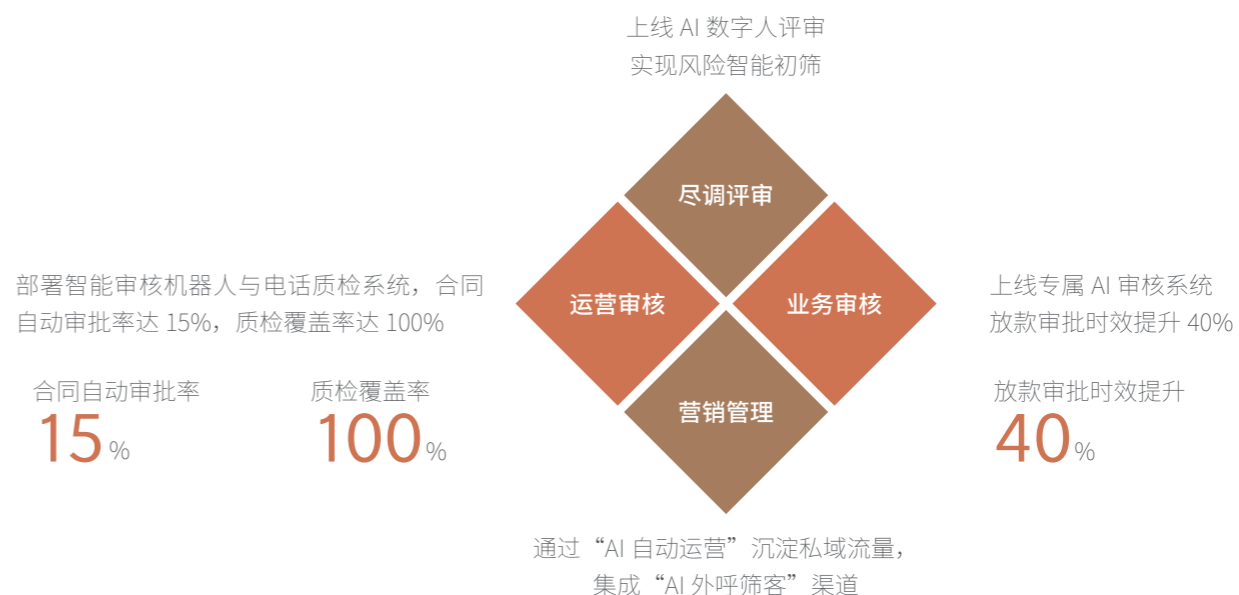 上线 AI 数字人评审
实现风险智能初筛
尽调评审
运营审核
业务审核
营销管理
部署智能审核机器人与电话质检系统，合同
自动审批率达 15%，质检覆盖率达 100%
合同自动审批率
15%
质检覆盖率
100%
上线专属 AI 审核系统
放款审批时效提升 40%
放款审批时效提升
40%
通过“AI 自动运营”沉淀私域流量，
集成“AI 外呼筛客”渠道